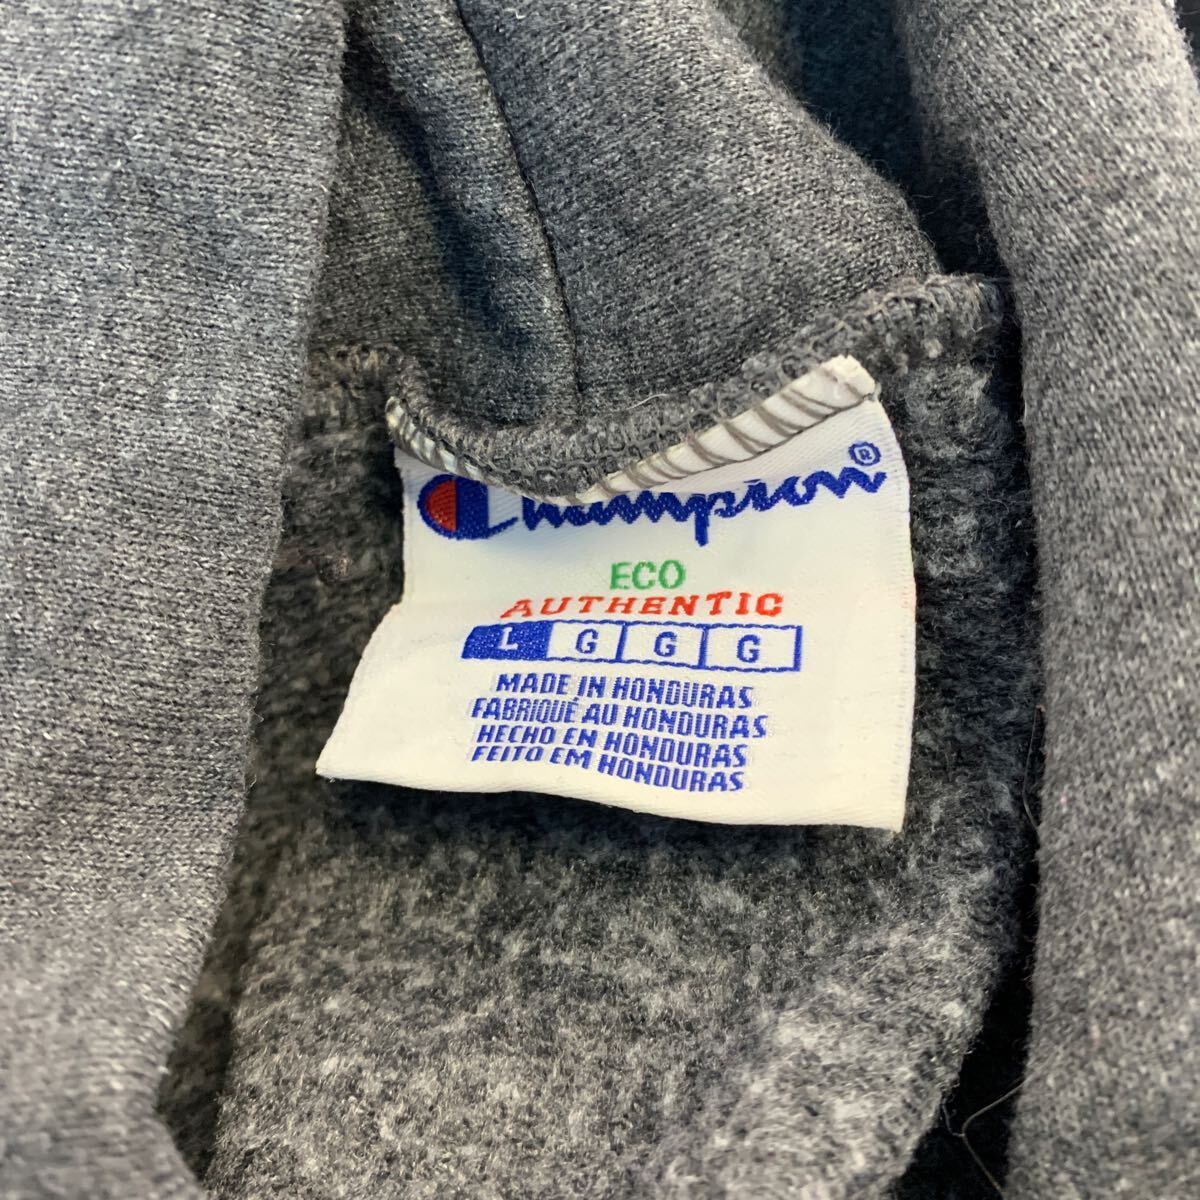 Champion®
ECO
AUTHENTIC
L G G G
MADE IN HONDURAS
FABRIQUÉ AU HONDURAS
HECHO EN HONDURAS
FEITO EM HONDURAS